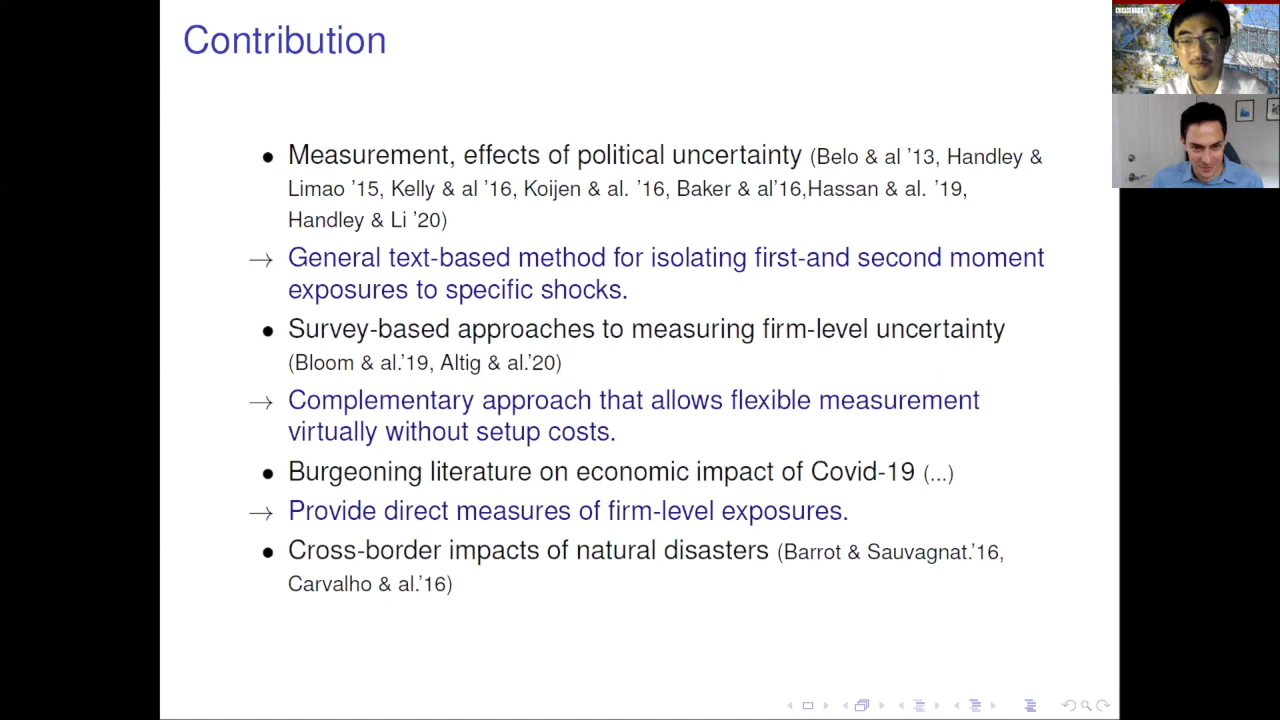 Contribution
● Measurement, effects of political uncertainty (Belo & al '13, Handley &
Limao '15, Kelly & al '16, Koijen & al. '16, Baker & al'16,Hassan & al. '19,
Handley & Li '20)
→ General text-based method for isolating first-and second moment
exposures to specific shocks.
● Survey-based approaches to measuring firm-level uncertainty
(Bloom & al.'19, Altig & al.'20)
→ Complementary approach that allows flexible measurement
virtually without setup costs.
● Burgeoning literature on economic impact of Covid-19 (...)
→ Provide direct measures of firm-level exposures.
● Cross-border impacts of natural disasters (Barrot & Sauvagnat.'16,
Carvalho & al.'16)